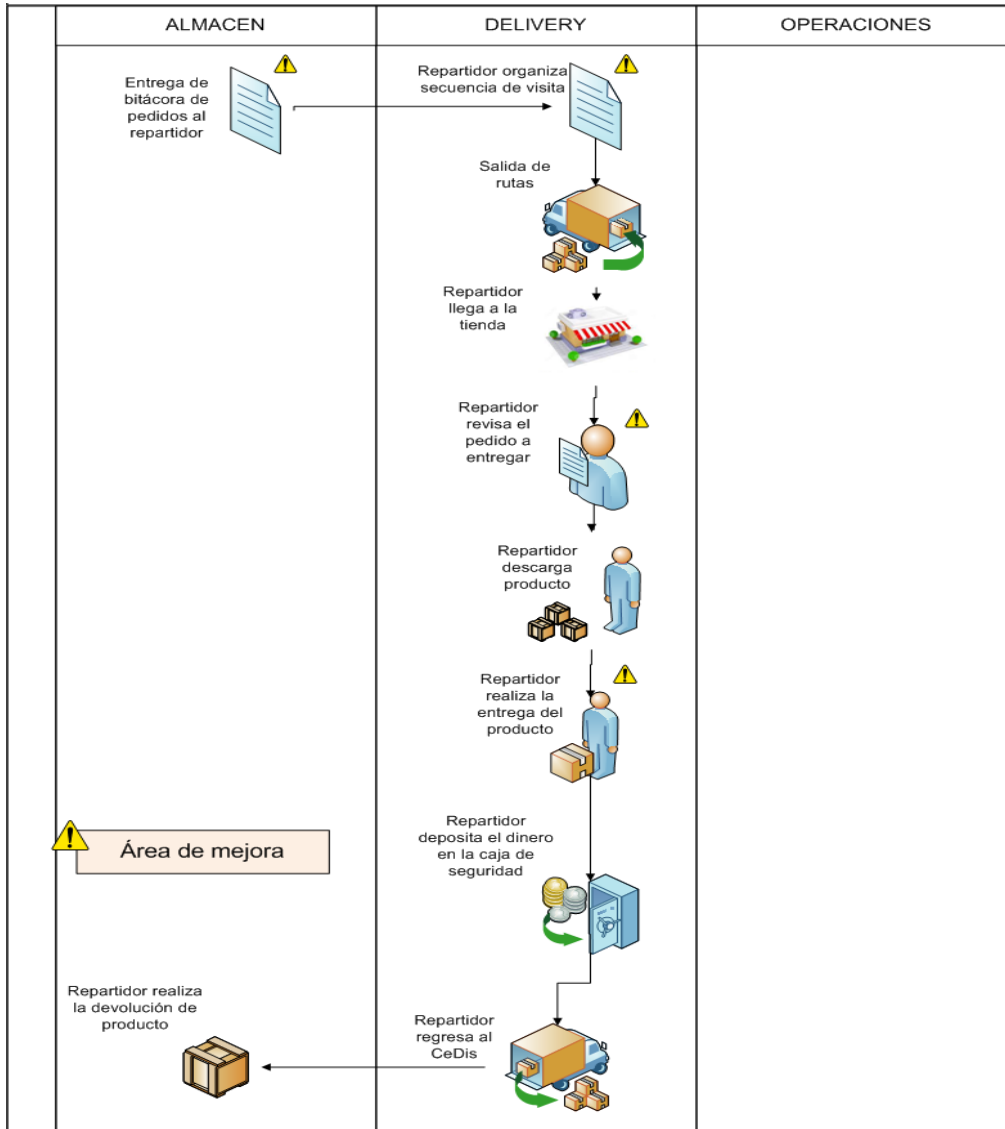 ALMACEN
DELIVERY
OPERACIONES
Entrega de
bitácora de
pedidos al
repartidor
Repartidor organiza
secuencia de visita
Salida de
rutas
Repartidor
llega a la
tienda
Repartidor
revisa el
pedido a
entregar
Repartidor
descarga
producto
Repartidor
realiza la
entrega del
producto
Repartidor
deposita el dinero
en la caja de
seguridad
Área de mejora
Repartidor realiza
la devolución de
producto
Repartidor
regresa al
CeDis